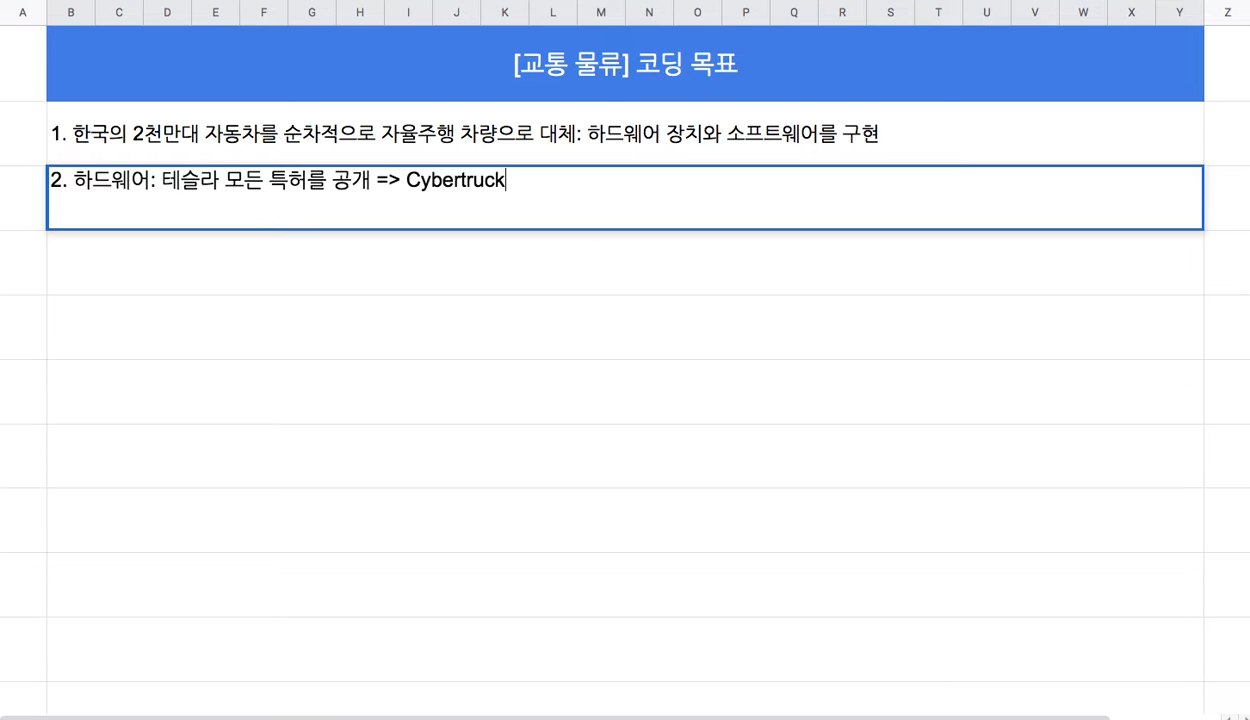 A B C D E F G H I J K L M N O P Q R S T U V W X Y Z
[교통 물류] 코딩 목표
1. 한국의 2천만대 자동차를 순차적으로 자율주행 차량으로 대체: 하드웨어 장치와 소프트웨어를 구현
2. 하드웨어: 테슬라 모든 특허를 공개 => Cybertruck